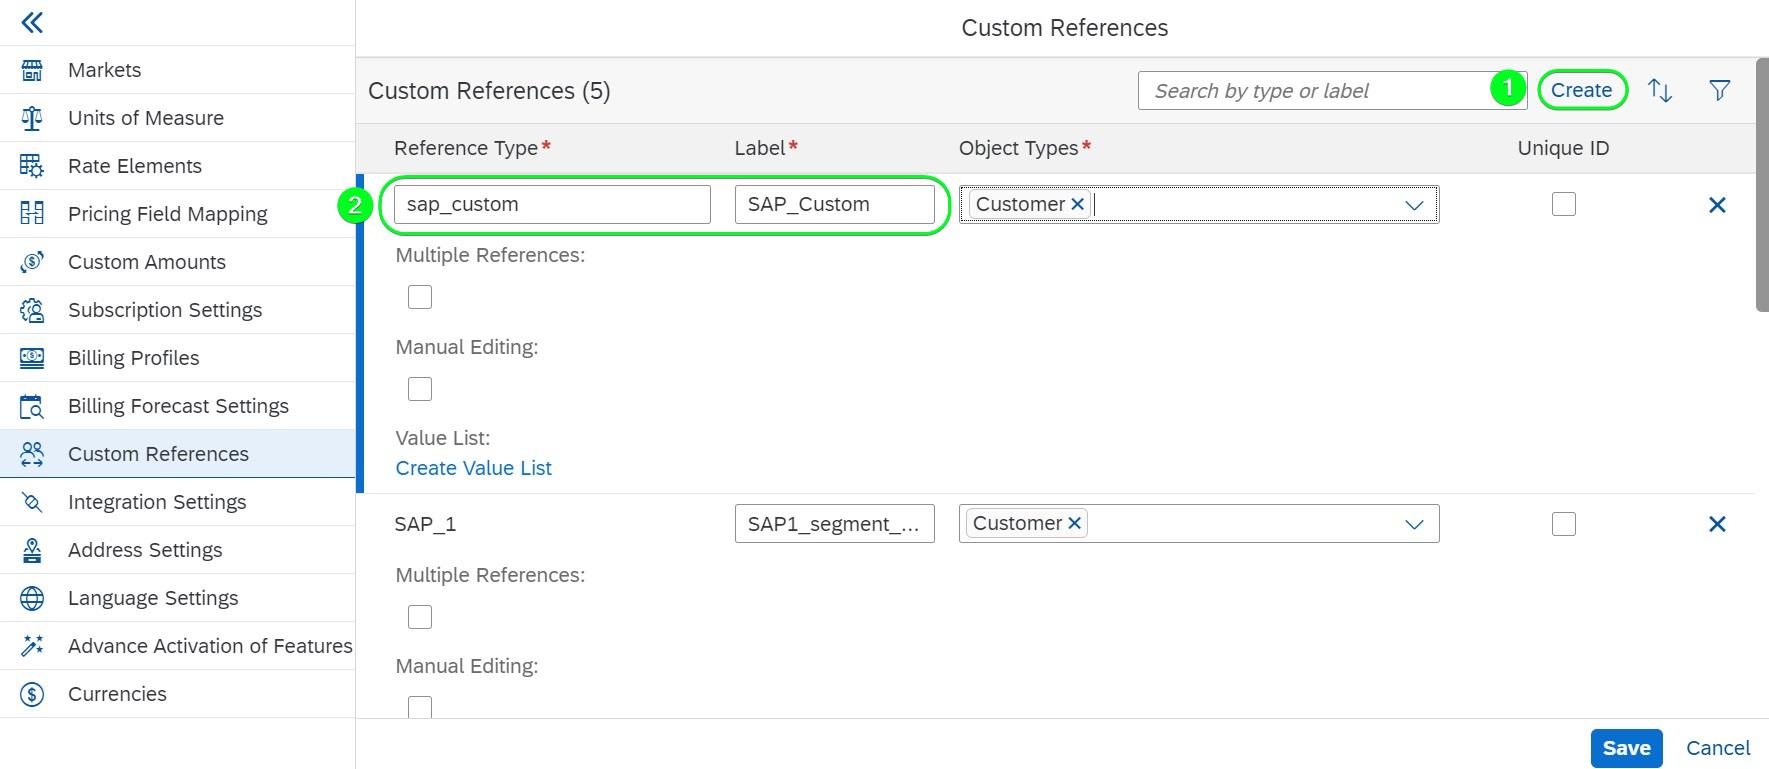 Custom References
Markets
Units of Measure
Rate Elements
Pricing Field Mapping
Custom Amounts
Subscription Settings
Billing Profiles
Billing Forecast Settings
Custom References
Integration Settings
Address Settings
Language Settings
Advance Activation of Features
Currencies
Custom References (5)
Search by type or label
1
Create
Reference Type* Label* Object Types* Unique ID
2 sap_custom SAP_Custom Customer
Multiple References:
Manual Editing:
Value List:
Create Value List
SAP_1 SAP1_segment_... Customer
Multiple References:
Manual Editing:
Save Cancel